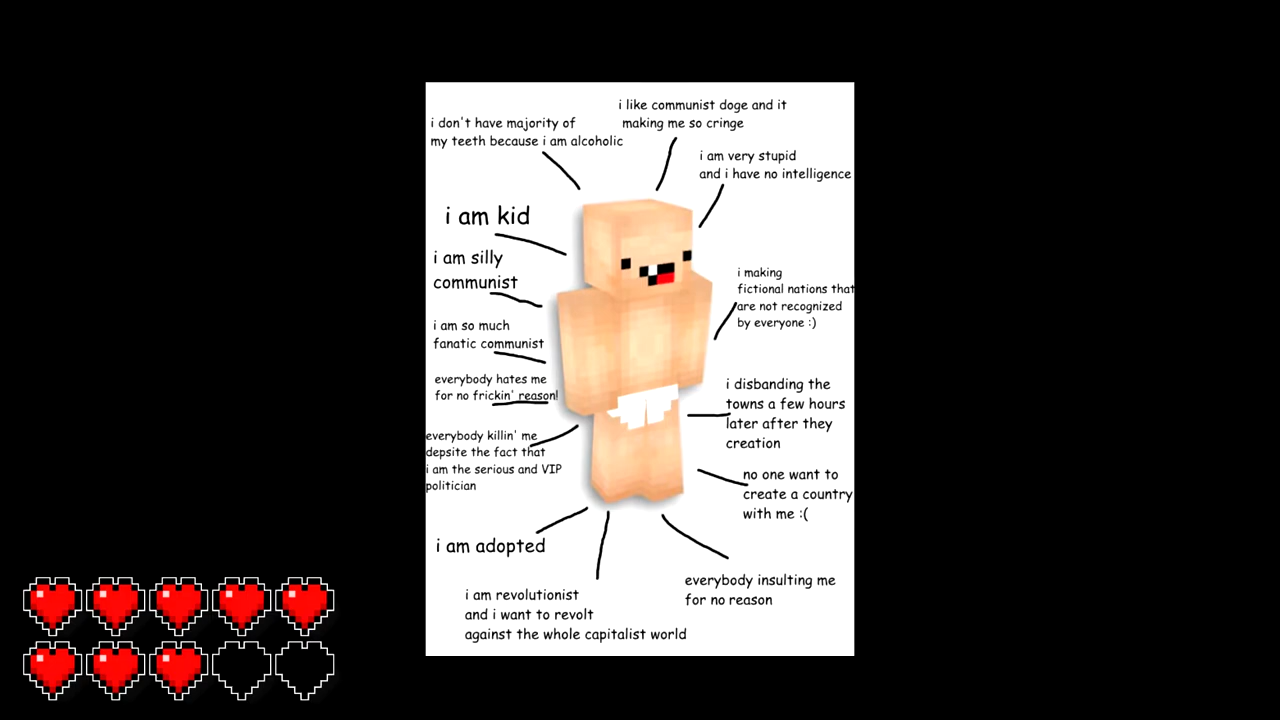 i don't have majority of
my teeth because i am alcoholic
i like communist doge and it
making me so cringe
i am very stupid
and i have no intelligence
i am kid
i am silly
communist
i am so much
fanatic communist
everybody hates me
for no frickin' reason!
everybody killin' me
depsite the fact that
i am the serious and VIP
politician
i am adopted
i am revolutionist
and i want to revolt
against the whole capitalist world
i making
fictional nations that
are not recognized
by everyone :)
i disbanding the
towns a few hours
later after they
creation
no one want to
create a country
with me :(
everybody insulting me
for no reason